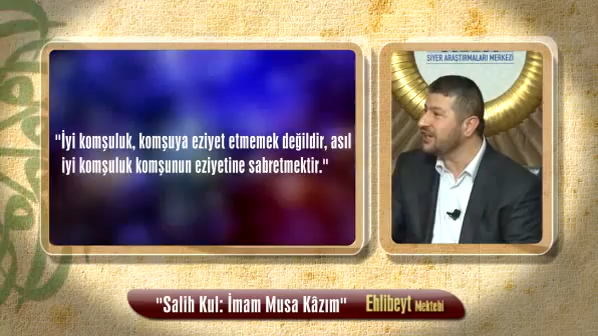 "İyi komşuluk, komşuya eziyet etmemek değildir, asıl
iyi komşuluk komşunun eziyetine sabretmektir."
SİYER ARAŞTIRMALARI MERKEZİ
"Salih Kul: İmam Musa Kâzım" Ehlibeyt Mektebi